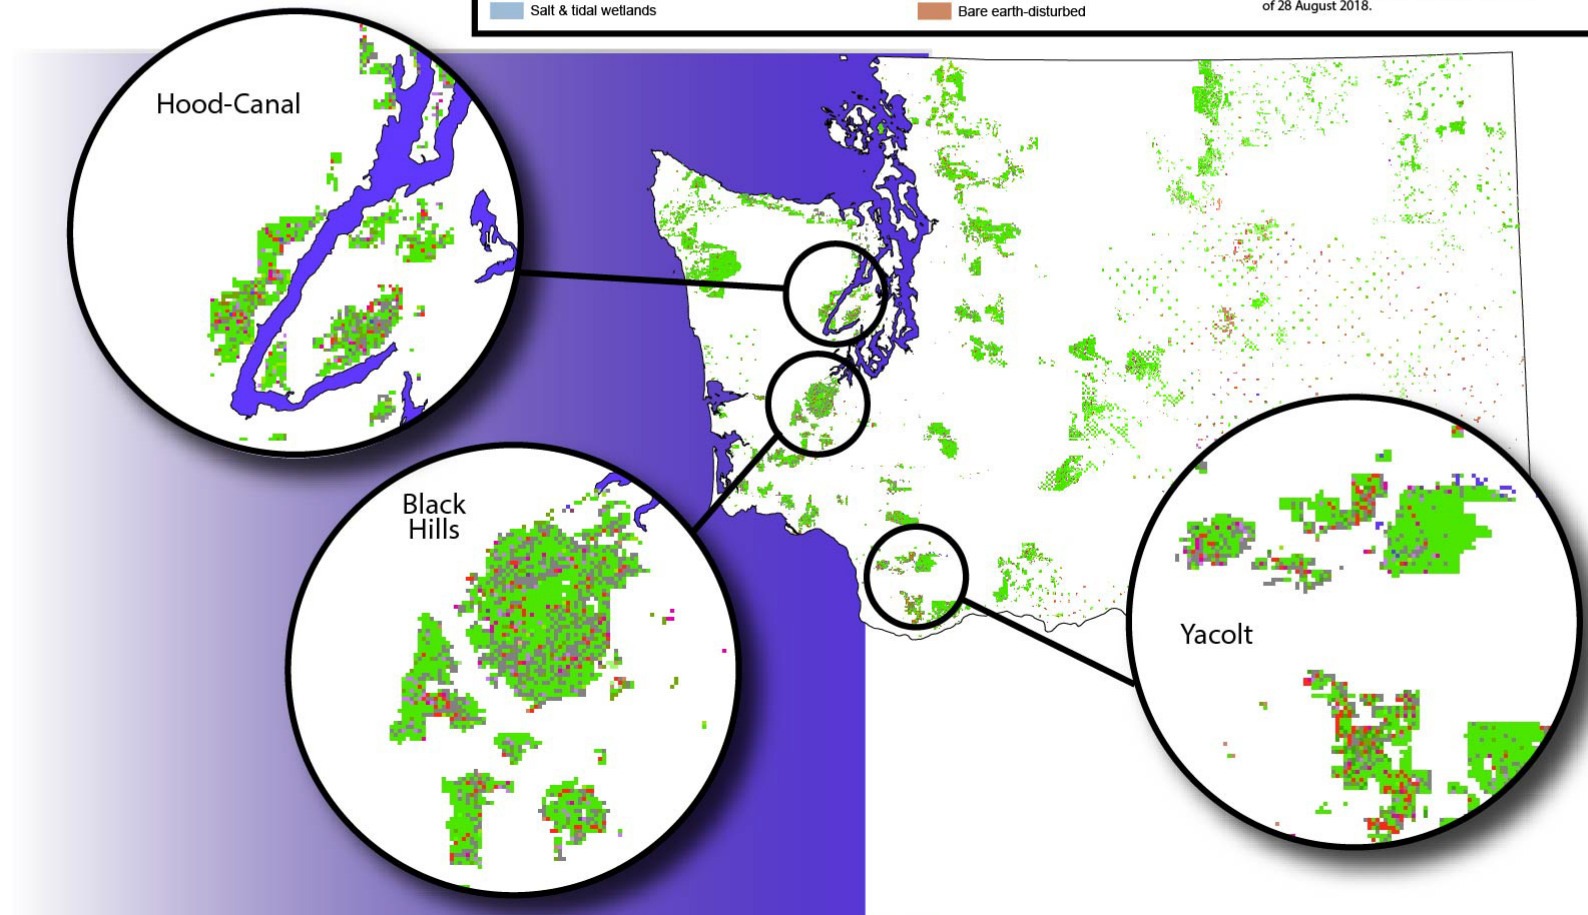 Salt & tidal wetlands
Bare earth-disturbed
of 28 August 2018.
Hood-Canal
Black
Hills
Yacolt